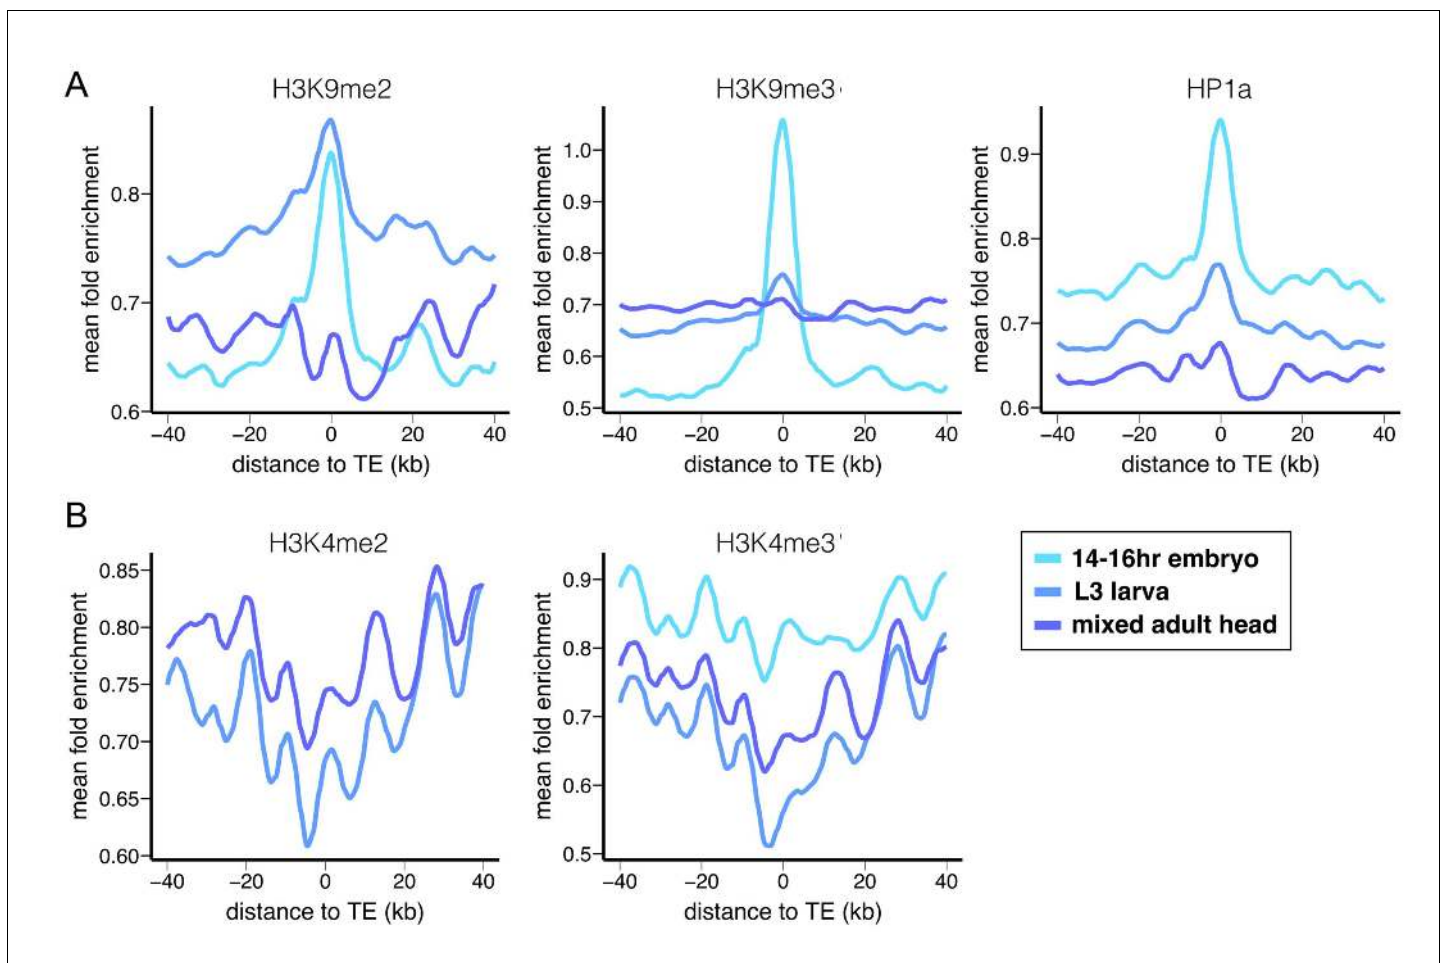 A
H3K9me2
H3K9me3
HP1a
mean fold enrichment
0.8
0.7
0.6
−40 −20 0 20 40
distance to TE (kb)
mean fold enrichment
1.0
0.9
0.8
0.7
0.6
0.5
−40 −20 0 20 40
distance to TE (kb)
mean fold enrichment
0.9
0.8
0.7
0.6
−40 −20 0 20 40
distance to TE (kb)
B
H3K4me2
H3K4me3
mean fold enrichment
0.85
0.80
0.75
0.70
0.65
0.60
−40 −20 0 20 40
distance to TE (kb)
mean fold enrichment
0.9
0.8
0.7
0.6
0.5
−40 −20 0 20 40
distance to TE (kb)
14-16hr embryo
L3 larva
mixed adult head